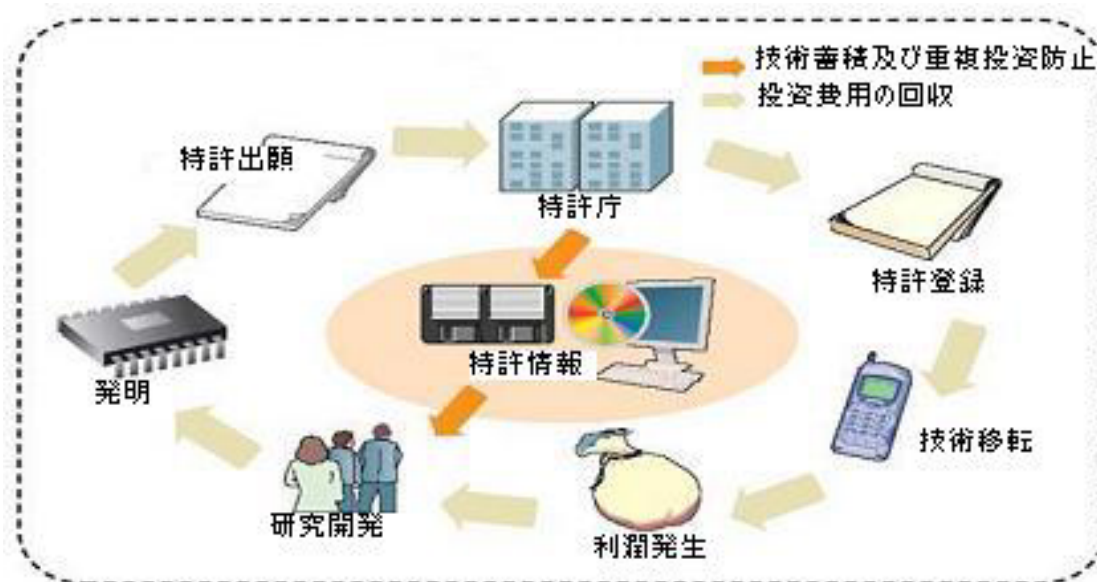 技術蓄積及び重複投資防止
投資費用の回収
特許出願
特許庁
特許登録
特許情報
発明
技術移転
研究開発
利潤発生